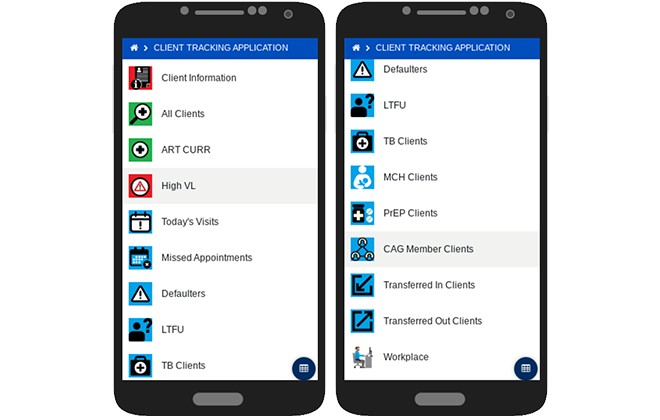 CLIENT TRACKING APPLICATION
Client Information
All Clients
ART CURR
High VL
Today's Visits
Missed Appointments
Defaulters
LTFU
TB Clients
CLIENT TRACKING APPLICATION
Defaulters
LTFU
TB Clients
MCH Clients
PrEP Clients
CAG Member Clients
Transferred In Clients
Transferred Out Clients
Workplace